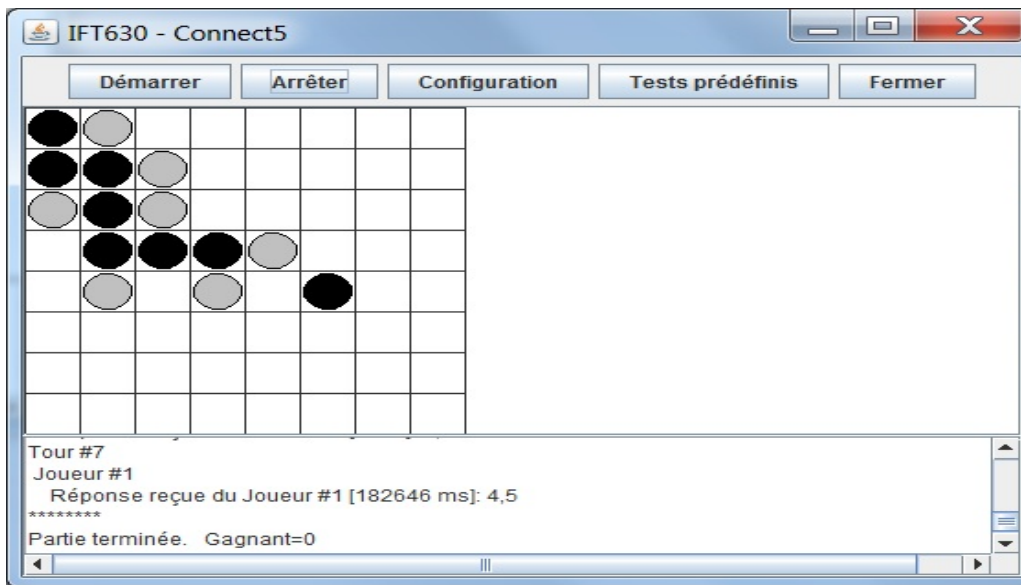 IFT630 - Connect5
Démarrer Arrêter Configuration Tests prédéfinis Fermer
Tour #7
Joueur #1
Réponse reçue du Joueur #1 [182646 ms]: 4,5
********
Partie terminée. Gagnant=0